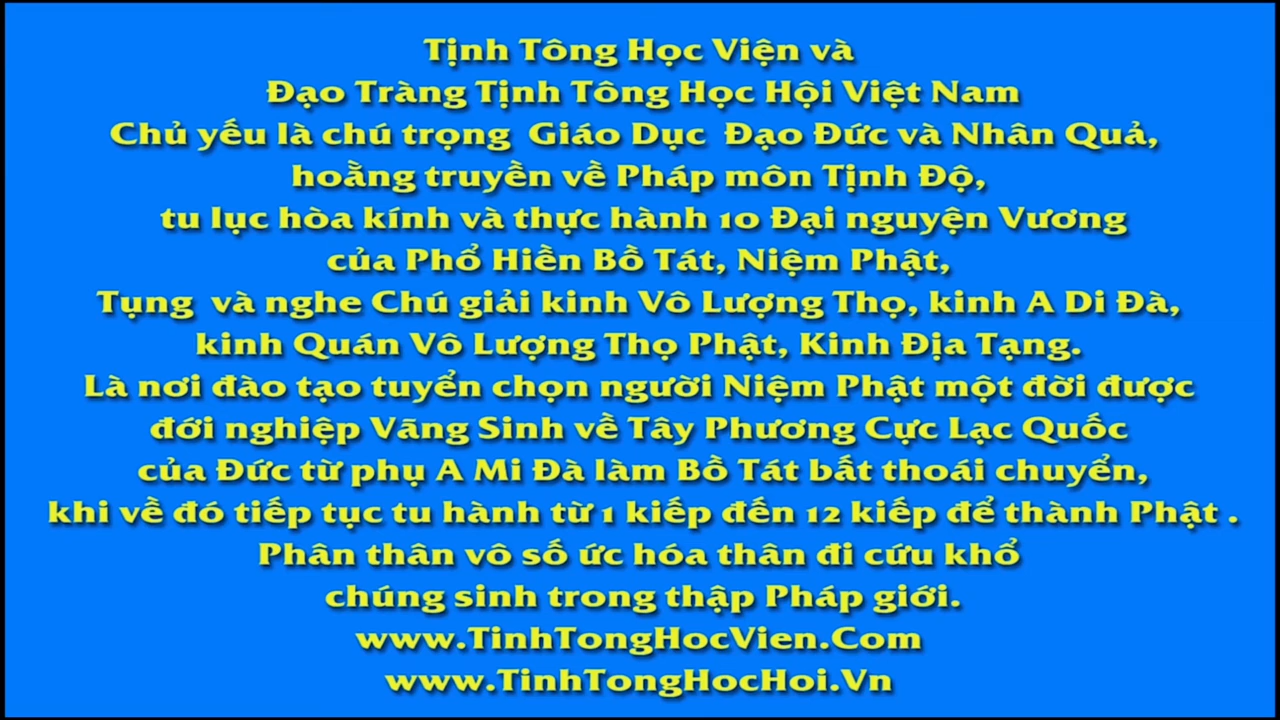 Tịnh Tông Học Viện và
Đạo Tràng Tịnh Tông Học Hội Việt Nam
Chủ yếu là chú trọng Giáo Dục Đạo Đức và Nhân Quả,
hoằng truyền về Pháp môn Tịnh Độ,
tu lục hòa kính và thực hành 10 Đại nguyện Vương
của Phổ Hiền Bồ Tát, Niệm Phật,
Tụng và nghe Chú giải kinh Vô Lượng Thọ, kinh A Di Đà,
kinh Quán Vô Lượng Thọ Phật, Kinh Địa Tạng.
Là nơi đào tạo tuyển chọn người Niệm Phật một đời được
đới nghiệp Vãng Sinh về Tây Phương Cực Lạc Quốc
của Đức từ phụ A Mi Đà làm Bồ Tát bất thoái chuyển,
khi về đó tiếp tục tu hành từ 1 kiếp đến 12 kiếp để thành Phật .
Phân thân vô số ức hóa thân đi cứu khổ
chúng sinh trong thập Pháp giới.
www.TinhTongHocVien.Com
www.TinhTongHocHoi.Vn